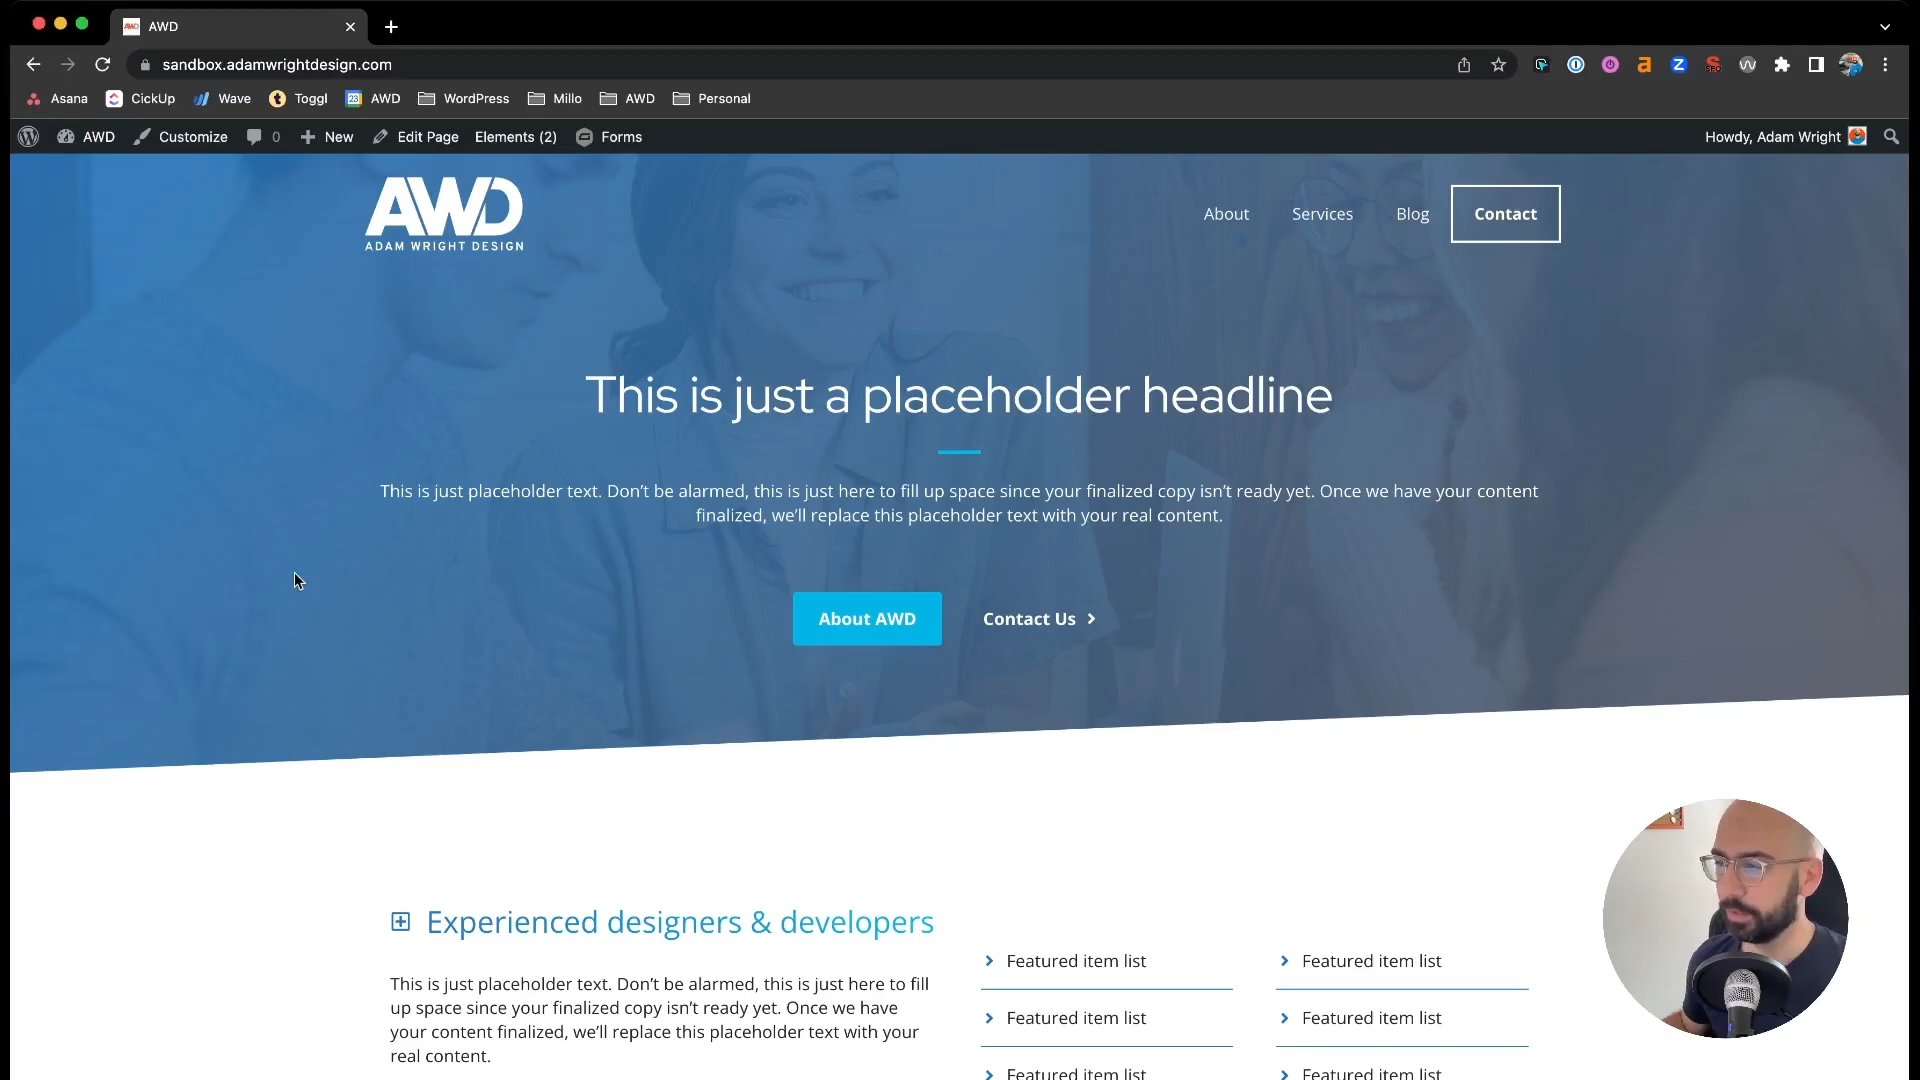 AWD
sandbox.adamwrightdesign.com
Asana CickUp Wave Toggl 23 AWD WordPress Millo AWD Personal
AWD Customize 0 New Edit Page Elements (2) Forms Howdy, Adam Wright
AWD
ADAM WRIGHT DESIGN
About Services Blog Contact
This is just a placeholder headline
This is just placeholder text. Don't be alarmed, this is just here to fill up space since your finalized copy isn't ready yet. Once we have your content
finalized, we'll replace this placeholder text with your real content.
About AWD Contact Us
Experienced designers & developers
This is just placeholder text. Don't be alarmed, this is just here to fill
up space since your finalized copy isn't ready yet. Once we have
your content finalized, we'll replace this placeholder text with your
real content.
Featured item list Featured item list
Featured item list Featured item list
Featured item list Featured item list